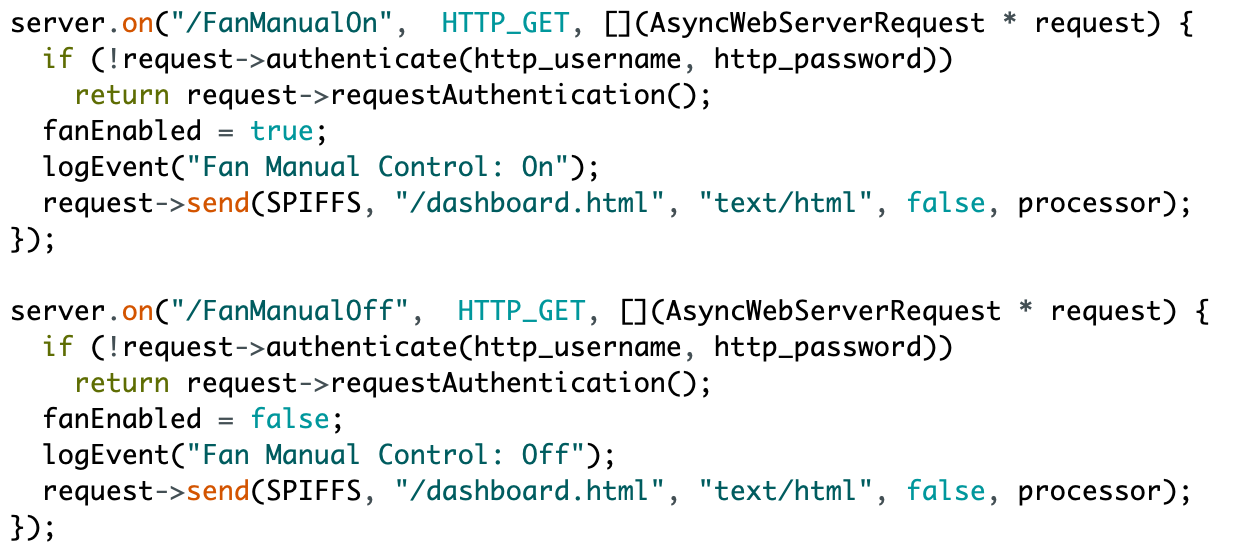 server.on("/FanManualOn",  HTTP_GET, [](AsyncWebServerRequest * request) {
  if (!request->authenticate(http_username, http_password))
    return request->requestAuthentication();
  fanEnabled = true;
  logEvent("Fan Manual Control: On");
  request->send(SPIFFS, "/dashboard.html", "text/html", false, processor);
});

server.on("/FanManualOff",  HTTP_GET, [](AsyncWebServerRequest * request) {
  if (!request->authenticate(http_username, http_password))
    return request->requestAuthentication();
  fanEnabled = false;
  logEvent("Fan Manual Control: Off");
  request->send(SPIFFS, "/dashboard.html", "text/html", false, processor);
});